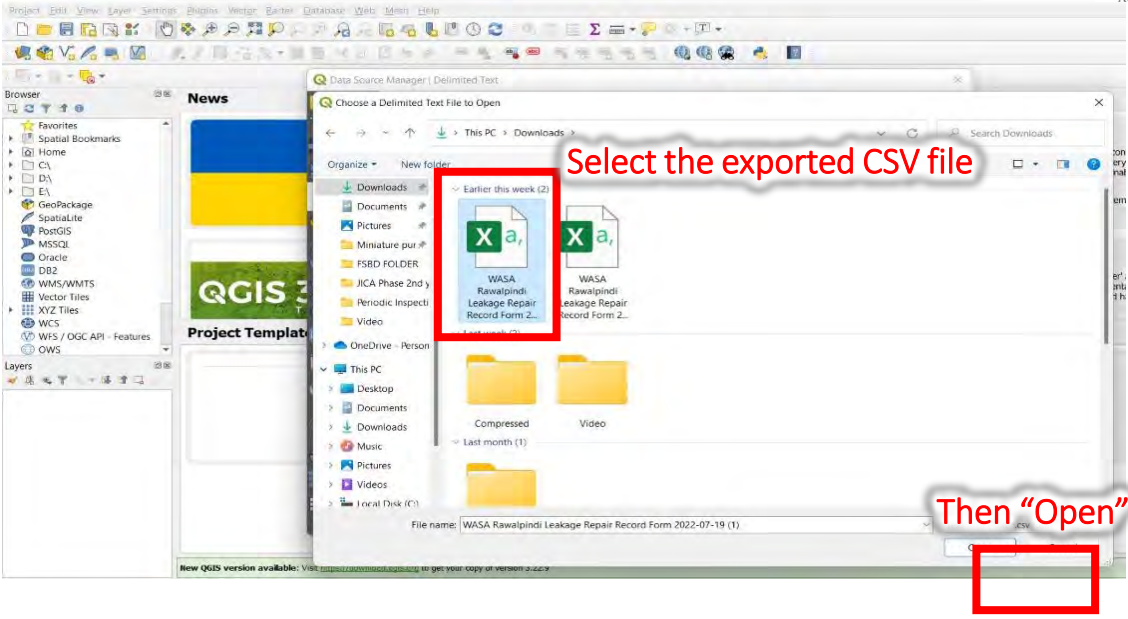 Project Edit View Layer Settings Plugins Vector Raster Database Web Mesh Help
Data Source Manager | Delimited Text
Browser
Favorites
Spatial Bookmarks
Home
C:\
D:\
E:\
GeoPackage
SpatiaLite
PostGIS
MSSQL
Oracle
DB2
WMS/WMTS
Vector Tiles
XYZ Tiles
WCS
WFS / OGC API - Features
OWS
Layers
News
QGIS
Project Templat
Choose a Delimited Text File to Open
This PC > Downloads >
Search Downloads
Organize
New folder
Select the exported CSV file
Downloads
Documents
Pictures
Miniature pur
FSBD FOLDER
JICA Phase 2nd y
Periodic Inspecti
Video
OneDrive - Person
This PC
Desktop
Documents
Downloads
Music
Pictures
Videos
Local Disk (C:)
Earlier this week (2)
X a,
X a,
WASA
Rawalpindi
Leakage Repair
Record Form 2...
WASA
Rawalpindi
Leakage Repair
Record Form 2...
Last week (2)
Compressed
Video
Last month (1)
Then “Open”
File name: WASA Rawalpindi Leakage Repair Record Form 2022-07-19 (1)
New QGIS version available: Visit https://download.qgis.org to get your copy of version 3.22.9